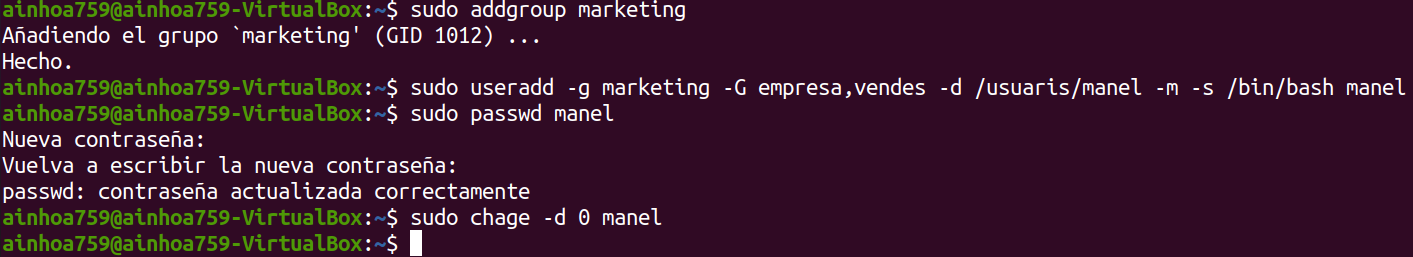 ainhoa759@ainhoa759-VirtualBox:~$ sudo addgroup marketing
Añadiendo el grupo `marketing' (GID 1012) ...
Hecho.
ainhoa759@ainhoa759-VirtualBox:~$ sudo useradd -g marketing -G empresa,vendes -d /usuaris/manel -m -s /bin/bash manel
ainhoa759@ainhoa759-VirtualBox:~$ sudo passwd manel
Nueva contraseña:
Vuelva a escribir la nueva contraseña:
passwd: contraseña actualizada correctamente
ainhoa759@ainhoa759-VirtualBox:~$ sudo chage -d 0 manel
ainhoa759@ainhoa759-VirtualBox:~$